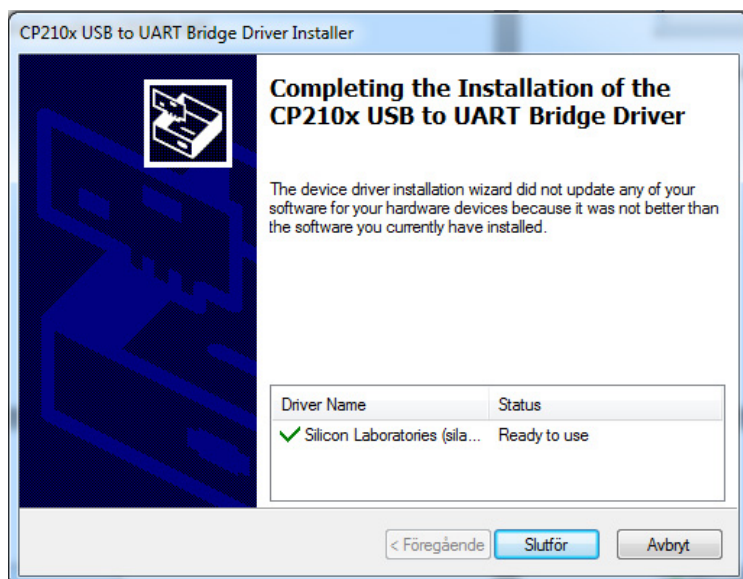 CP210x USB to UART Bridge Driver Installer
Completing the Installation of the
CP210x USB to UART Bridge Driver
The device driver installation wizard did not update any of your
software for your hardware devices because it was not better than
the software you currently have installed.
Driver Name Status
Silicon Laboratories (sila... Ready to use
< Föregående Slutför Avbryt